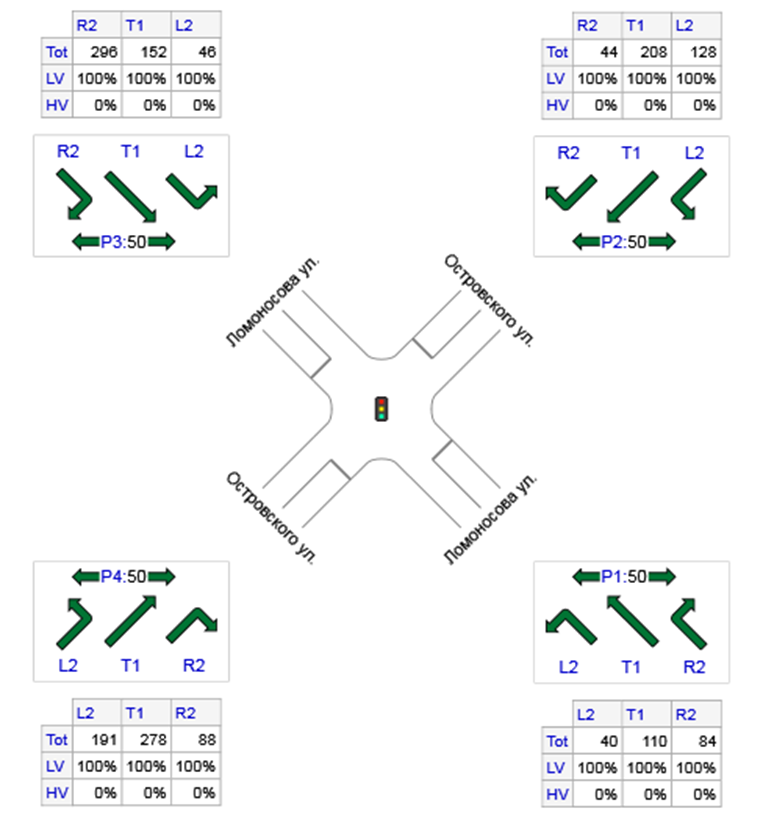 R2 T1 L2
Tot 296 152 46
LV 100% 100% 100%
HV 0% 0% 0%
R2 T1 L2
P3:50
R2 T1 L2
Tot 44 208 128
LV 100% 100% 100%
HV 0% 0% 0%
R2 T1 L2
P2:50
Ломоносова ул.
Островского ул.
Островского ул.
Ломоносова ул.
P4:50
L2 T1 R2
L2 T1 R2
Tot 191 278 88
LV 100% 100% 100%
HV 0% 0% 0%
P1:50
L2 T1 R2
L2 T1 R2
Tot 40 110 84
LV 100% 100% 100%
HV 0% 0% 0%